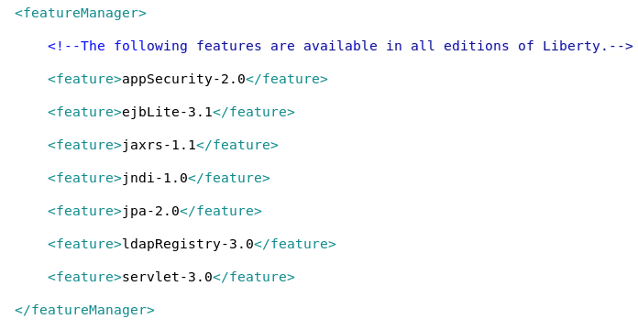 <featureManager>
<!--The following features are available in all editions of Liberty.-->
<feature>appSecurity-2.0</feature>
<feature>ejbLite-3.1</feature>
<feature>jaxrs-1.1</feature>
<feature>jndi-1.0</feature>
<feature>jpa-2.0</feature>
<feature>ldapRegistry-3.0</feature>
<feature>servlet-3.0</feature>
</featureManager>